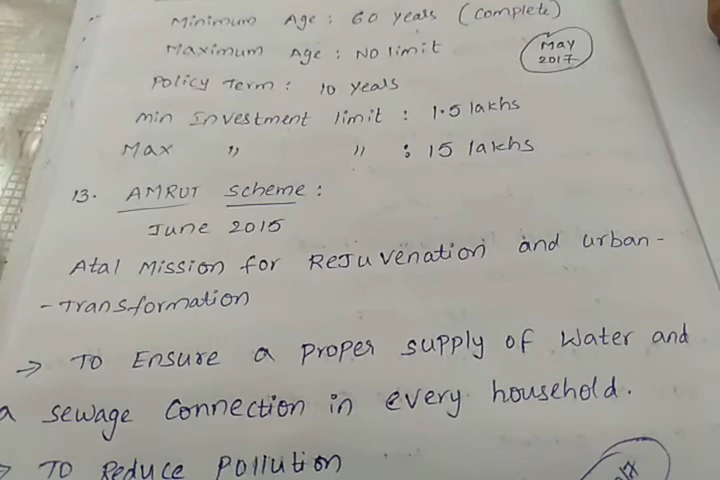 Minimum Age : 60 years (complete)
Maximum Age : NO limit
May
2017
Policy Term : 10 years
Min Investment limit : 1.5 lakhs
Max " " : 15 lakhs
13. AMRUT scheme :
June 2015
Atal Mission for Rejuvenation and urban-
-Transformation
→ To Ensure a proper supply of Water and
a sewage connection in every household.
→ To Reduce Pollution